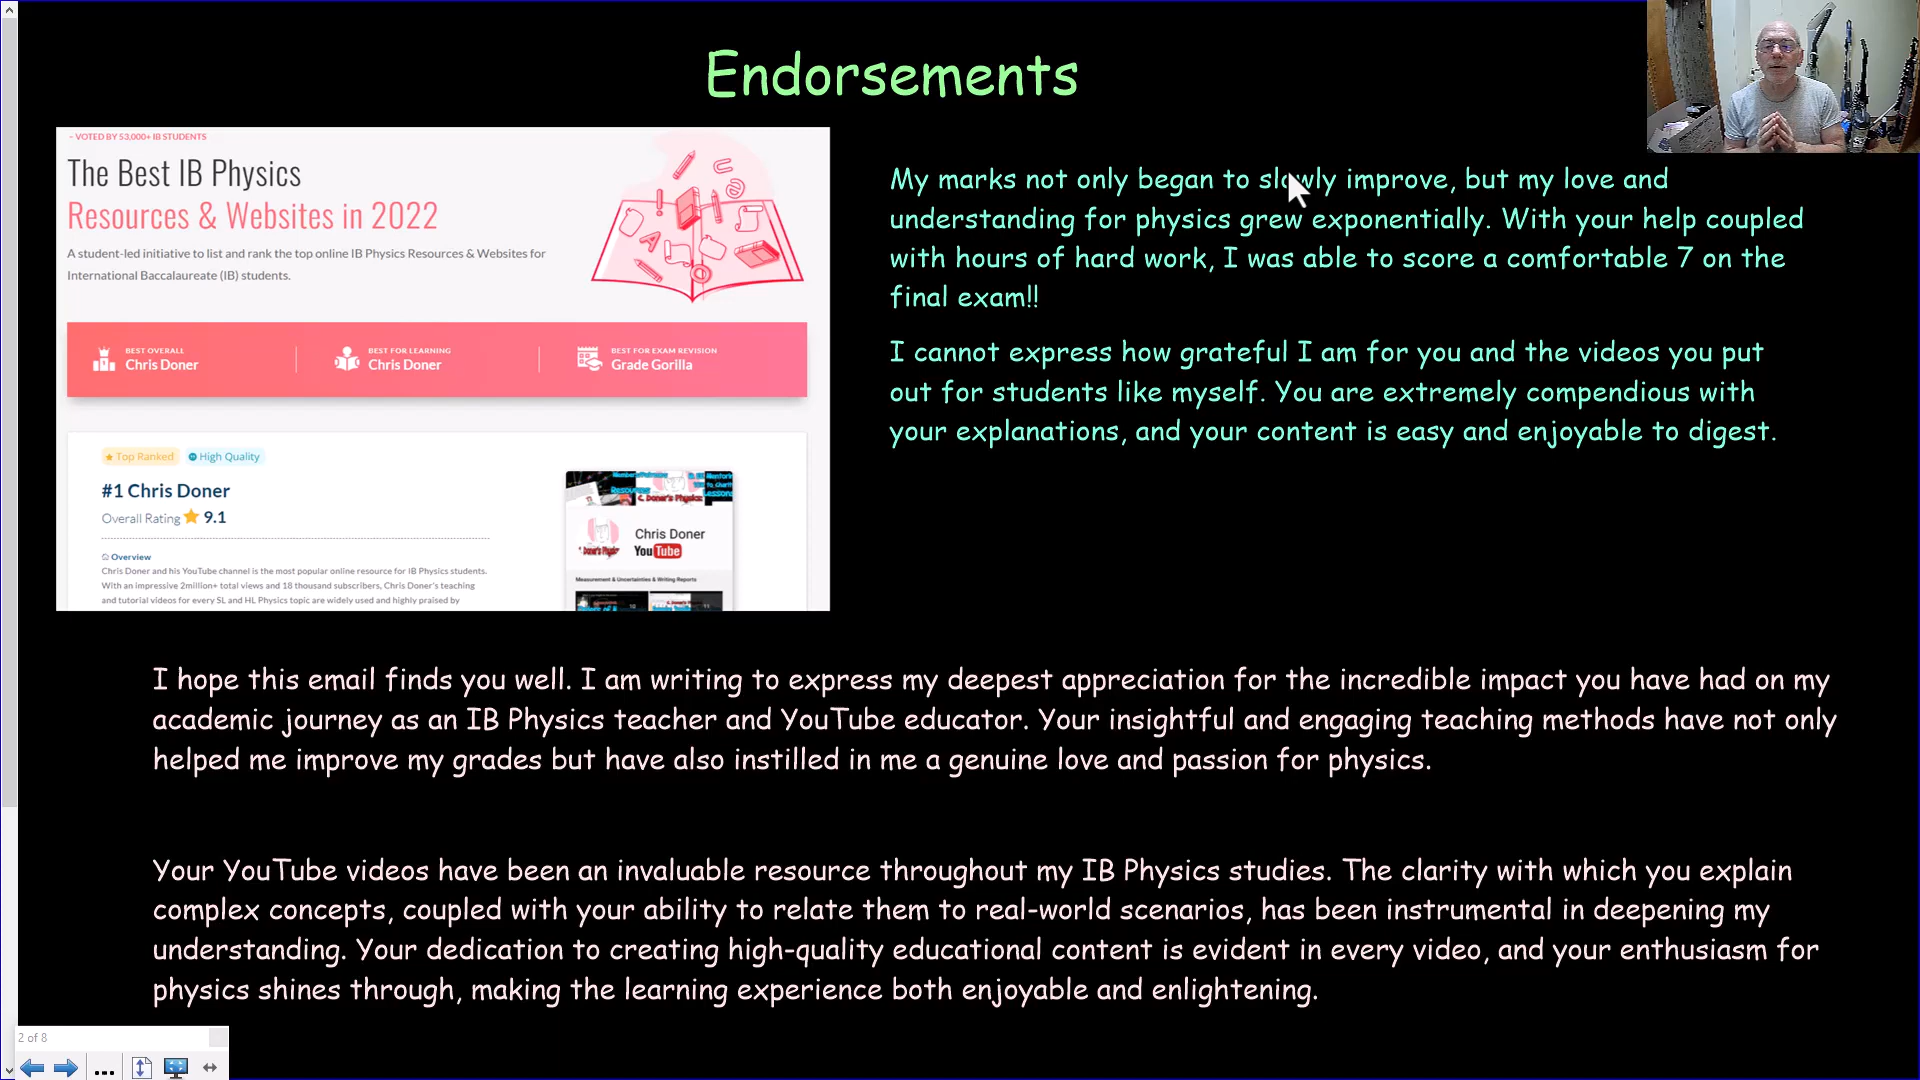 Endorsements
– VOTED BY 53,000+ IB STUDENTS
The Best IB Physics
Resources & Websites in 2022
A student-led initiative to list and rank the top online IB Physics Resources & Websites for
International Baccalaureate (IB) students.
BEST OVERALL
Chris Doner
BEST FOR LEARNING
Chris Doner
BEST FOR EXAM REVISION
Grade Gorilla
Top Ranked
High Quality
#1 Chris Doner
Overall Rating 9.1
Overview
Chris Doner and his YouTube channel is the most popular online resource for IB Physics students.
With an impressive 2million+ total views and 18 thousand subscribers, Chris Doner's teaching
and tutorial videos for every SL and HL Physics topic are widely used and highly praised by
Resources
Lessons
C. Doner's Physics
Chris Doner
YouTube
Measurement & Uncertainties & Writing Reports
My marks not only began to slowly improve, but my love and
understanding for physics grew exponentially. With your help coupled
with hours of hard work, I was able to score a comfortable 7 on the
final exam!!
I cannot express how grateful I am for you and the videos you put
out for students like myself. You are extremely compendious with
your explanations, and your content is easy and enjoyable to digest.
I hope this email finds you well. I am writing to express my deepest appreciation for the incredible impact you have had on my
academic journey as an IB Physics teacher and YouTube educator. Your insightful and engaging teaching methods have not only
helped me improve my grades but have also instilled in me a genuine love and passion for physics.
Your YouTube videos have been an invaluable resource throughout my IB Physics studies. The clarity with which you explain
complex concepts, coupled with your ability to relate them to real-world scenarios, has been instrumental in deepening my
understanding. Your dedication to creating high-quality educational content is evident in every video, and your enthusiasm for
physics shines through, making the learning experience both enjoyable and enlightening.
2 of 8